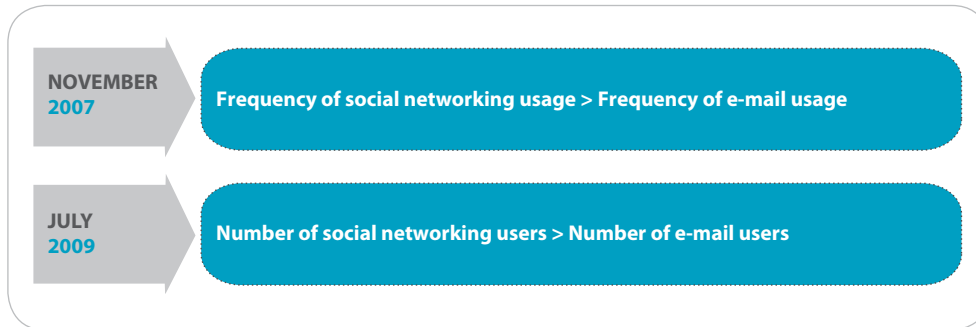 NOVEMBER
2007
Frequency of social networking usage > Frequency of e-mail usage
JULY
2009
Number of social networking users > Number of e-mail users